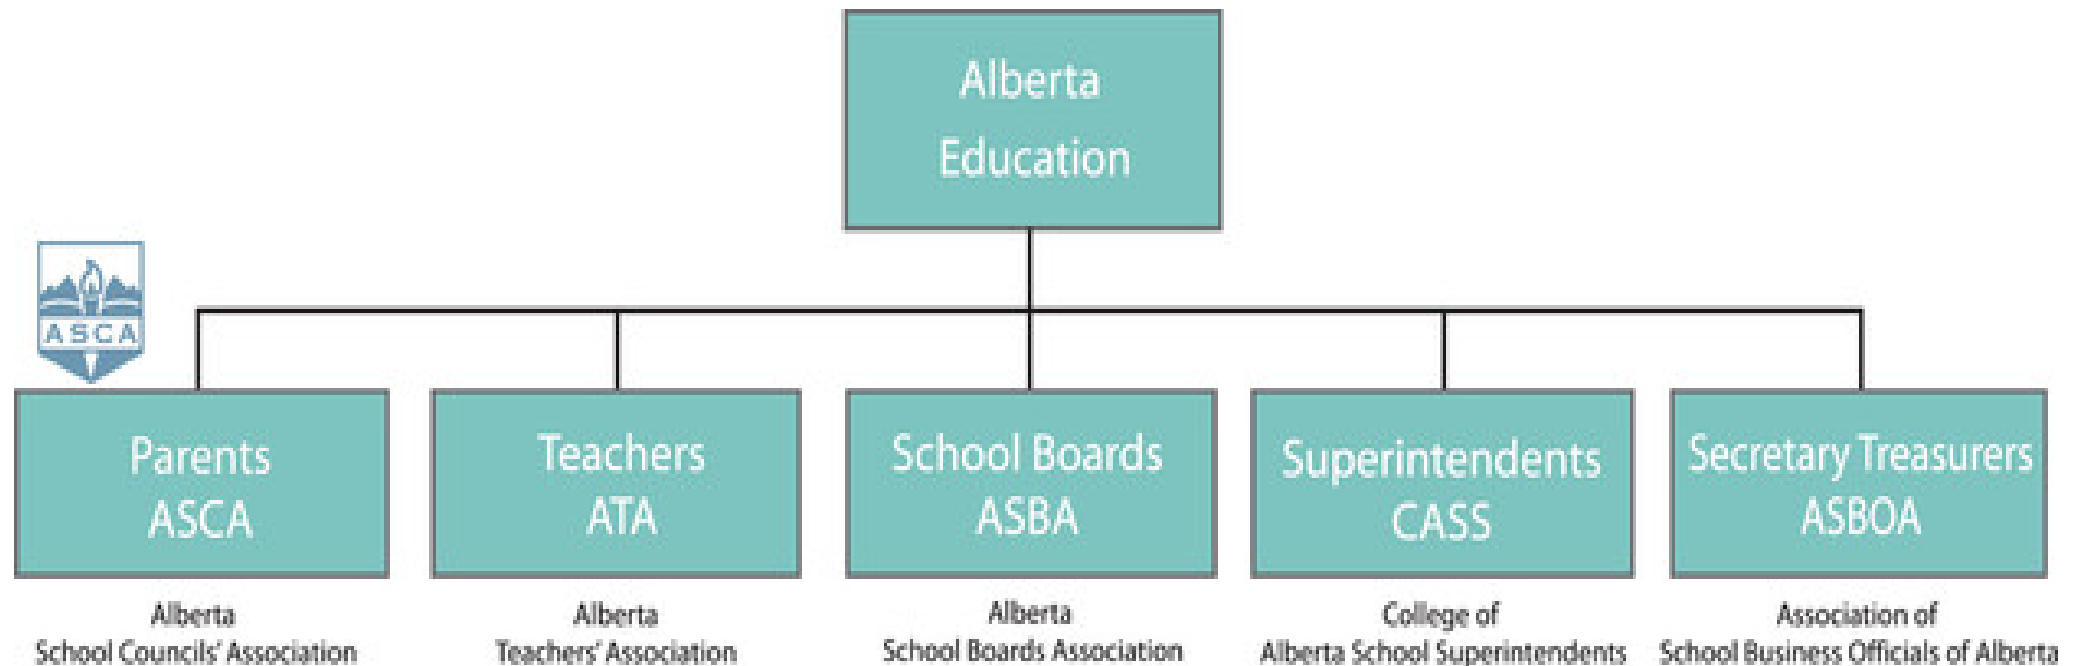 Alberta
Education
ASCA
Parents
ASCA
Alberta
School Councils' Association
Teachers
ATA
Alberta
Teachers' Association
School Boards
ASBA
Alberta
School Boards Association
Superintendents
CASS
College of
Alberta School Superintendents
Secretary Treasurers
ASBOA
Association of
School Business Officials of Alberta